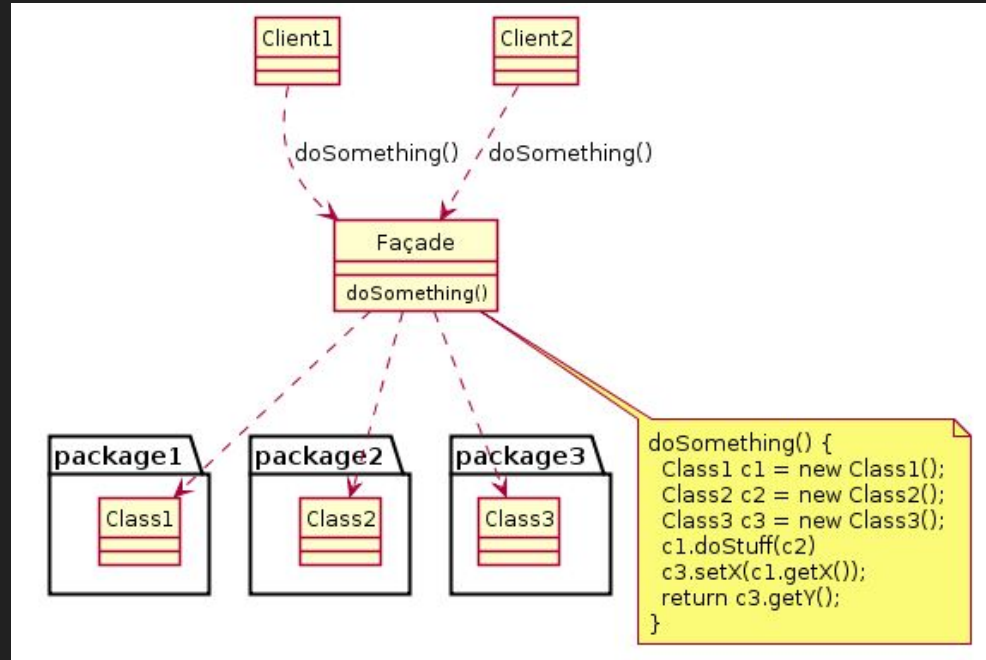 Client1
Client2
doSomething()
doSomething()
Façade
doSomething()
package1
package2
package3
Class1
Class2
Class3
doSomething() {
Class1 c1 = new Class1();
Class2 c2 = new Class2();
Class3 c3 = new Class3();
c1.doStuff(c2)
c3.setX(c1.getX());
return c3.getY();
}